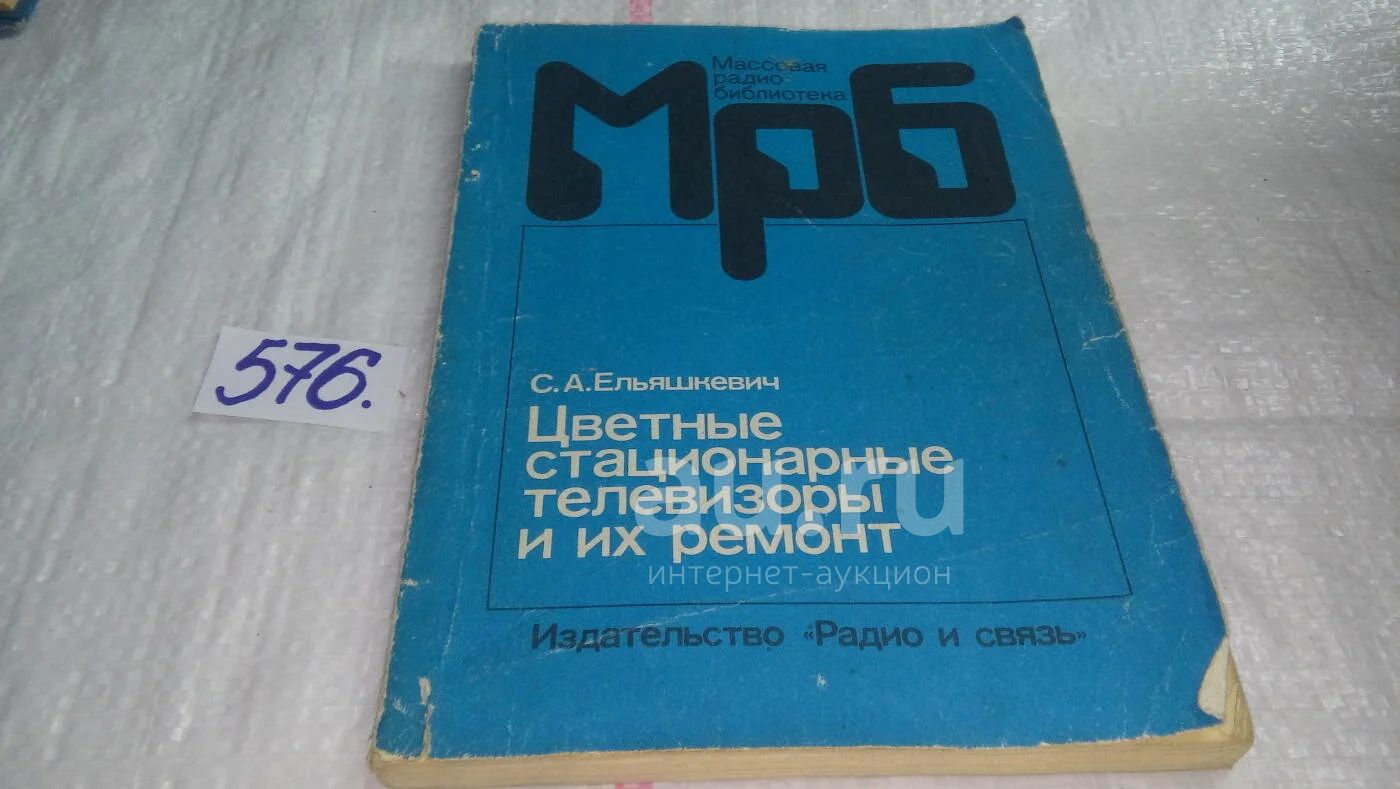 Массовая
радио-
библиотека
Мрб
576.
С.А.Ельяшкевич
Цветные
стационарные
телевизоры
и их ремонт
au.ru
интернет-аукцион
Издательство «Радио и связь»